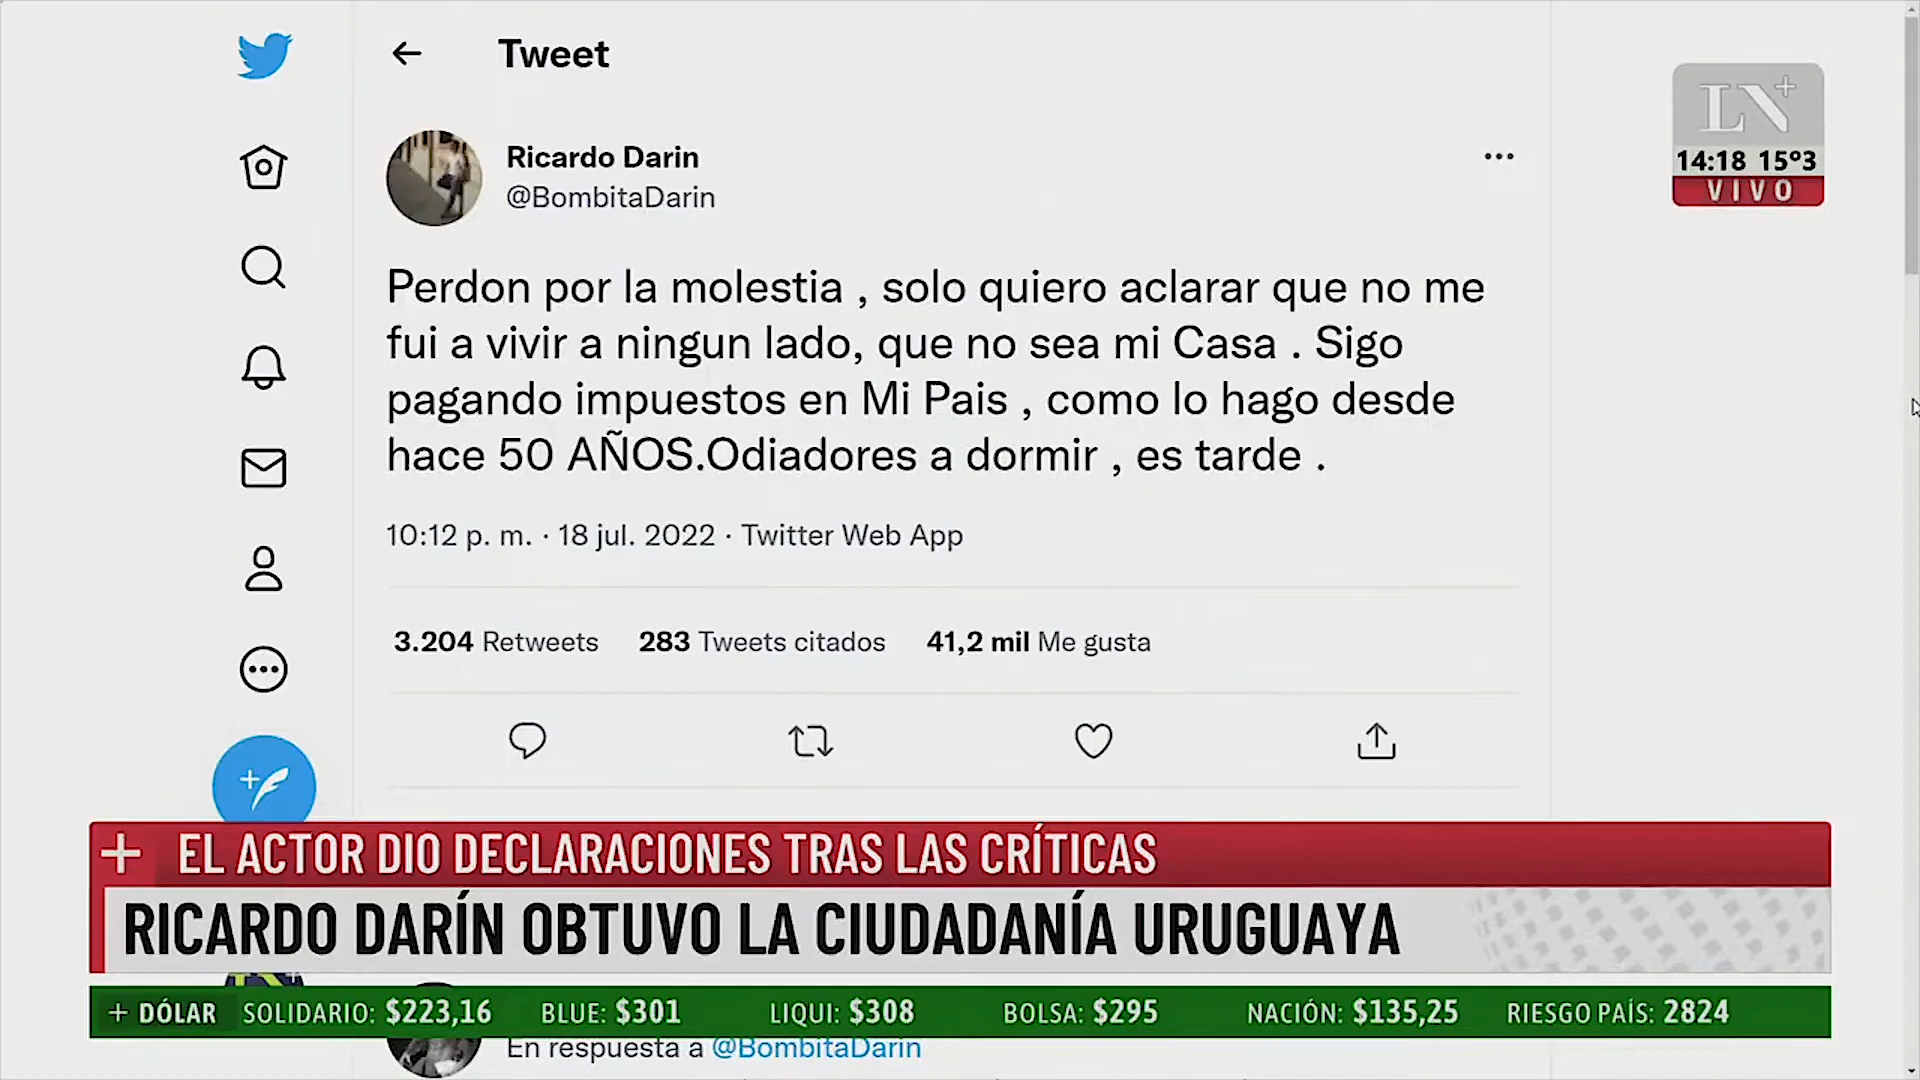 Tweet
Ricardo Darin
@BombitaDarin
LN+
14:18 15º3
VIVO
Perdon por la molestia , solo quiero aclarar que no me
fui a vivir a ningun lado, que no sea mi Casa . Sigo
pagando impuestos en Mi Pais , como lo hago desde
hace 50 AÑOS.Odiadores a dormir , es tarde .
10:12 p. m. · 18 jul. 2022 · Twitter Web App
3.204 Retweets 283 Tweets citados 41,2 mil Me gusta
+ EL ACTOR DIO DECLARACIONES TRAS LAS CRÍTICAS
RICARDO DARÍN OBTUVO LA CIUDADANÍA URUGUAYA
+ DÓLAR SOLIDARIO: $223,16 BLUE: $301 LIQUI: $308 BOLSA: $295 NACIÓN: $135,25 RIESGO PAÍS: 2824
En respuesta a @BombitaDarin